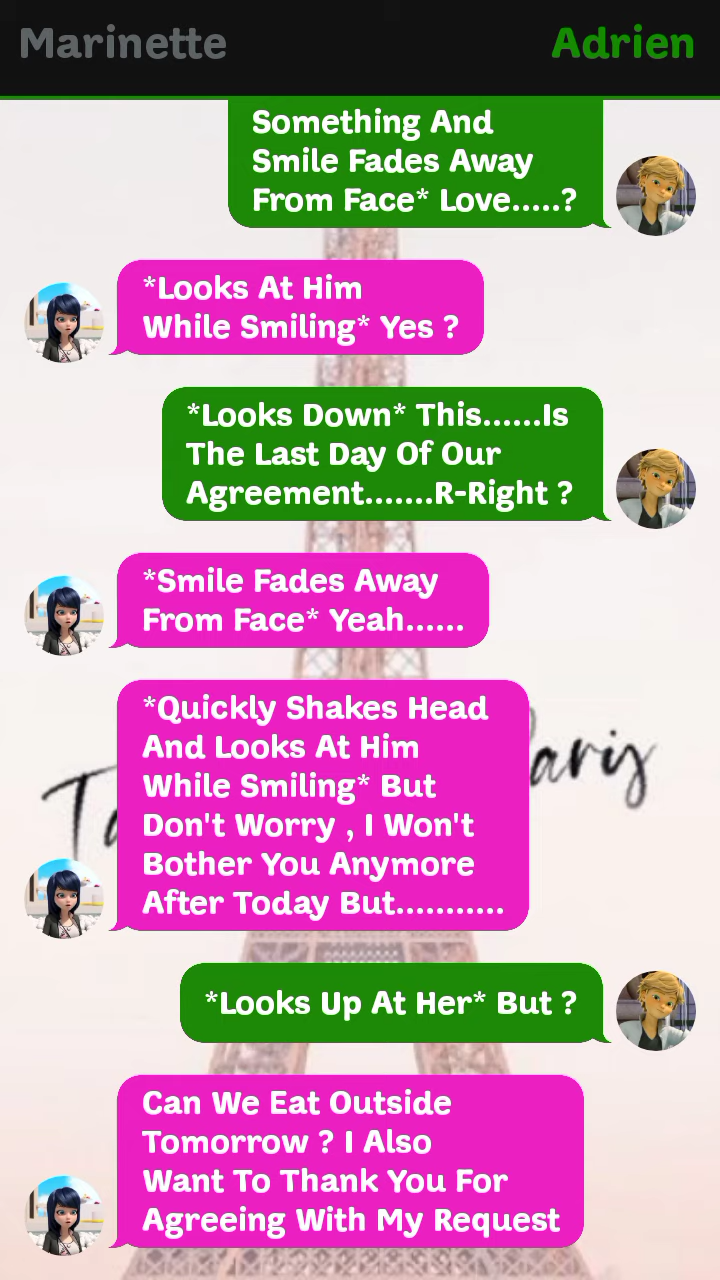 Marinette
Adrien
Something And
Smile Fades Away
From Face* Love.....?
*Looks At Him
While Smiling* Yes ?
*Looks Down* This......Is
The Last Day Of Our
Agreement.......R-Right ?
*Smile Fades Away
From Face* Yeah......
*Quickly Shakes Head
And Looks At Him
While Smiling* But
Don't Worry , I Won't
Bother You Anymore
After Today But...........
*Looks Up At Her* But ?
Can We Eat Outside
Tomorrow ? I Also
Want To Thank You For
Agreeing With My Request